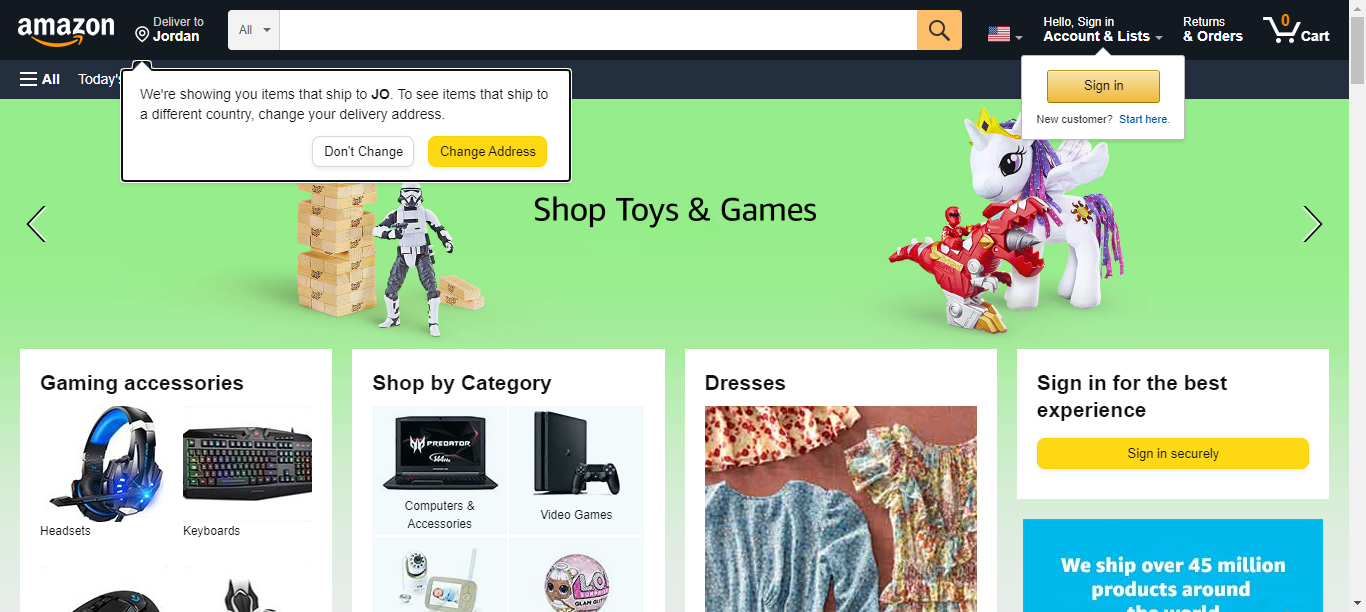 amazon
Deliver to
Jordan
All
Hello, Sign in
Account & Lists
Returns
& Orders
0
Cart
All
Today's
Sign in
New customer? Start here.
We're showing you items that ship to JO. To see items that ship to
a different country, change your delivery address.
Don't Change
Change Address
Shop Toys & Games
Gaming accessories
Headsets
Keyboards
Shop by Category
PREDATOR
Computers &
Accessories
Video Games
Dresses
Sign in for the best
experience
Sign in securely
We ship over 45 million
products around
the world